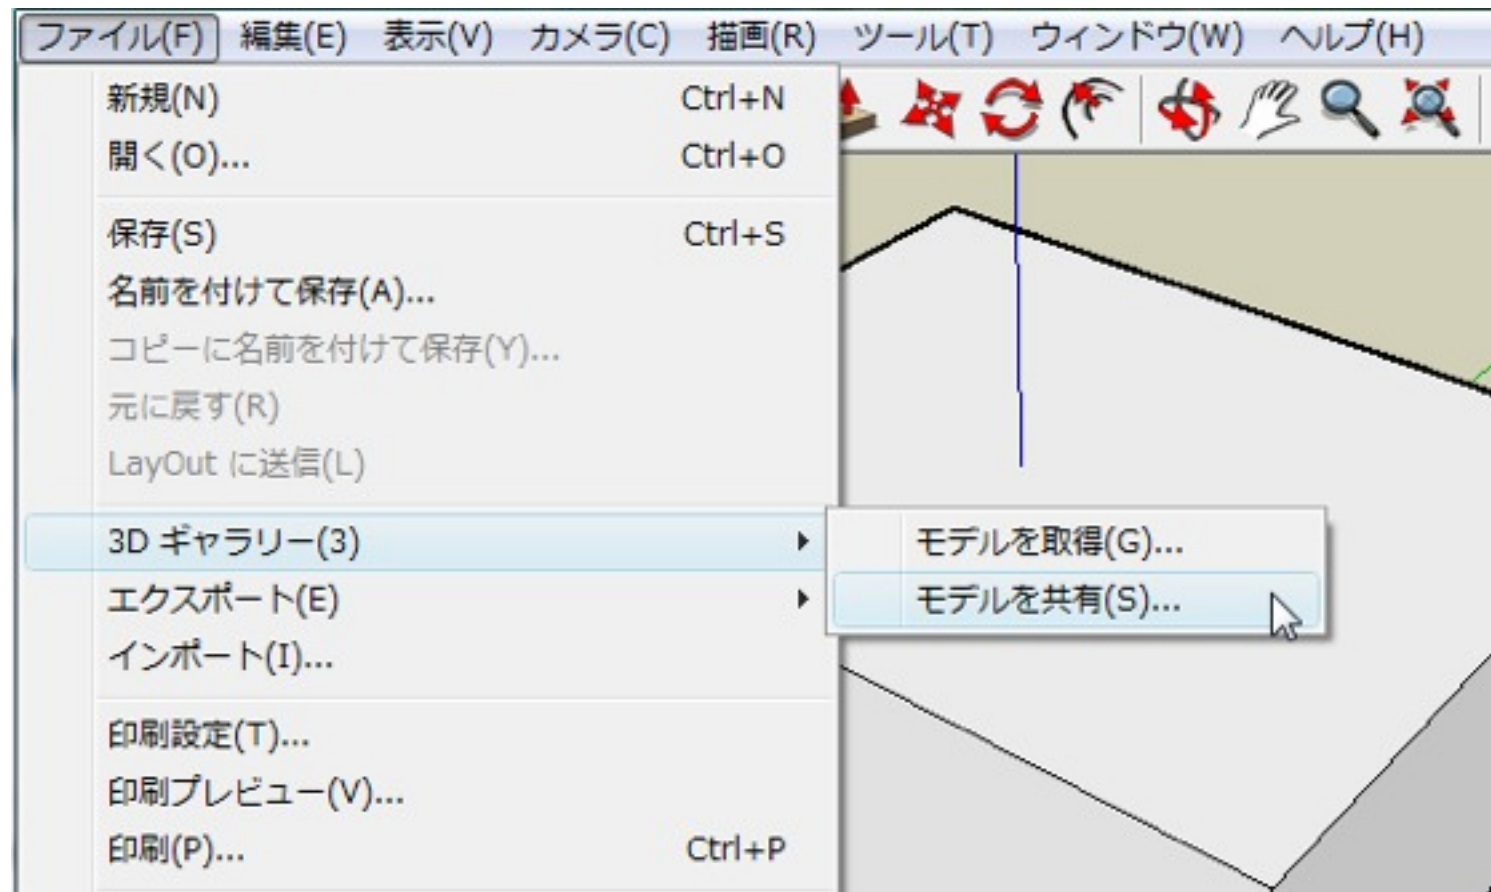 ファイル(F) 編集(E) 表示(V) カメラ(C) 描画(R) ツール(T) ウィンドウ(W) ヘルプ(H)
新規(N) Ctrl+N
開く(O)... Ctrl+O
保存(S) Ctrl+S
名前を付けて保存(A)...
コピーに名前を付けて保存(Y)...
元に戻す(R)
LayOut に送信(L)
3D ギャラリー(3)
モデルを取得(G)...
モデルを共有(S)...
エクスポート(E)
インポート(I)...
印刷設定(T)...
印刷プレビュー(V)...
印刷(P)... Ctrl+P